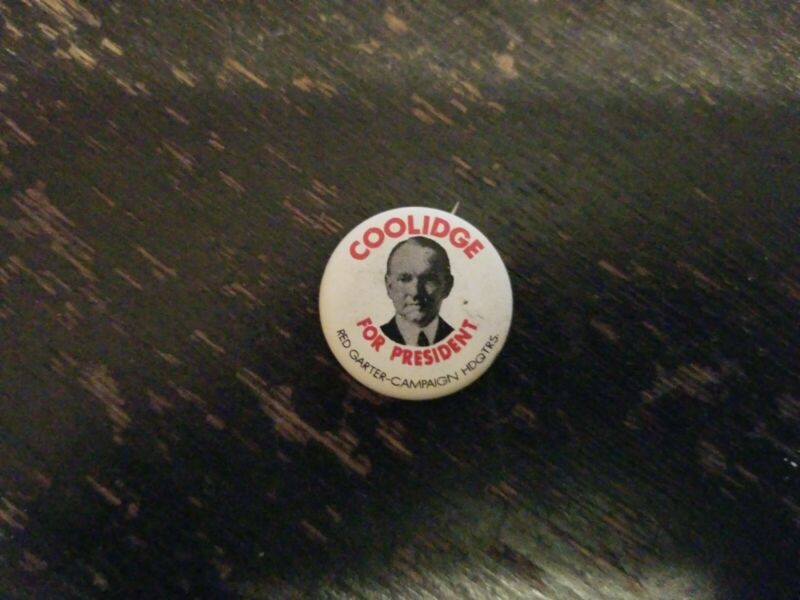 COOLIDGE
FOR PRESIDENT
RED GARTER-CAMPAIGN HDQTRS.